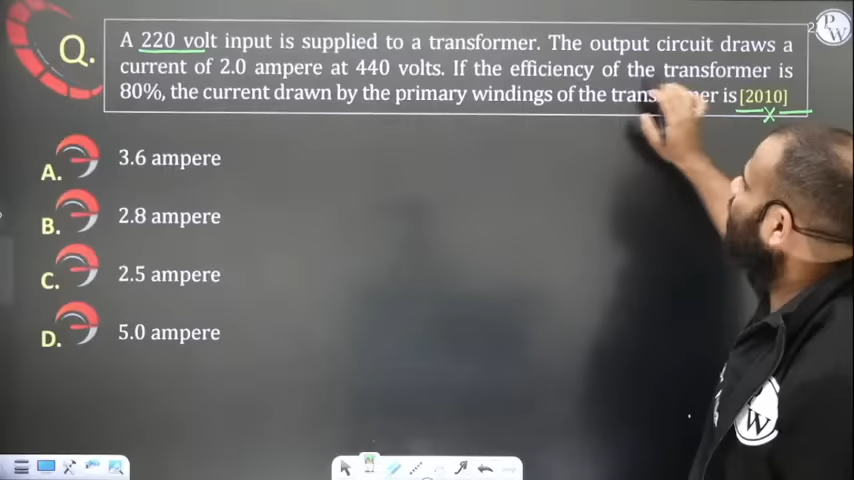 Q.
A 220 volt input is supplied to a transformer. The output circuit draws a
current of 2.0 ampere at 440 volts. If the efficiency of the transformer is
80%, the current drawn by the primary windings of the is [2010]
A. 3.6 ampere
B. 2.8 ampere
C. 2.5 ampere
D. 5.0 ampere
P
W
P
W